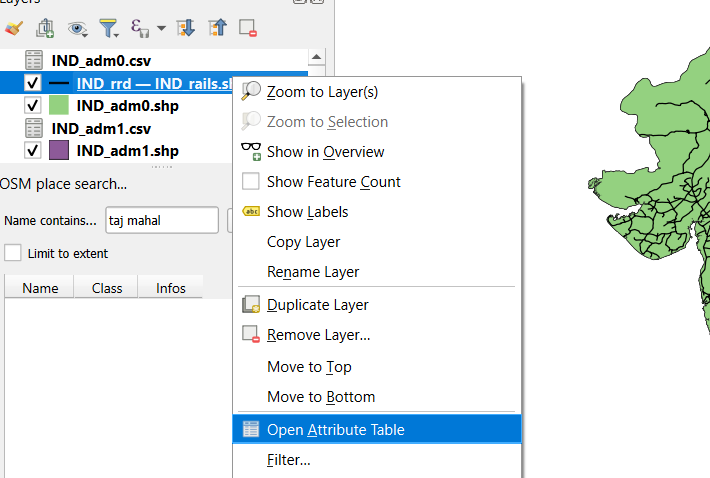 Layers
IND_adm0.csv
IND_rrd — IND_rails.s
IND_adm0.shp
IND_adm1.csv
IND_adm1.shp
OSM place search...
Name contains... taj mahal
Limit to extent
Name Class Infos
Zoom to Layer(s)
Zoom to Selection
Show in Overview
Show Feature Count
abc Show Labels
Copy Layer
Rename Layer
Duplicate Layer
Remove Layer...
Move to Top
Move to Bottom
Open Attribute Table
Filter...